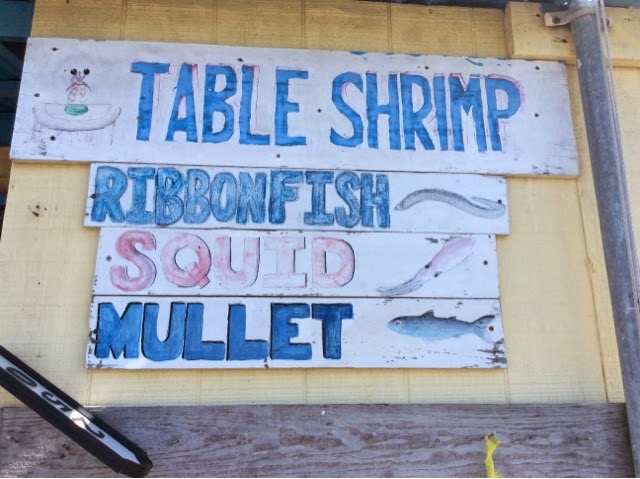 TABLE SHRIMP
RIBBONFISH
SQUID
MULLET